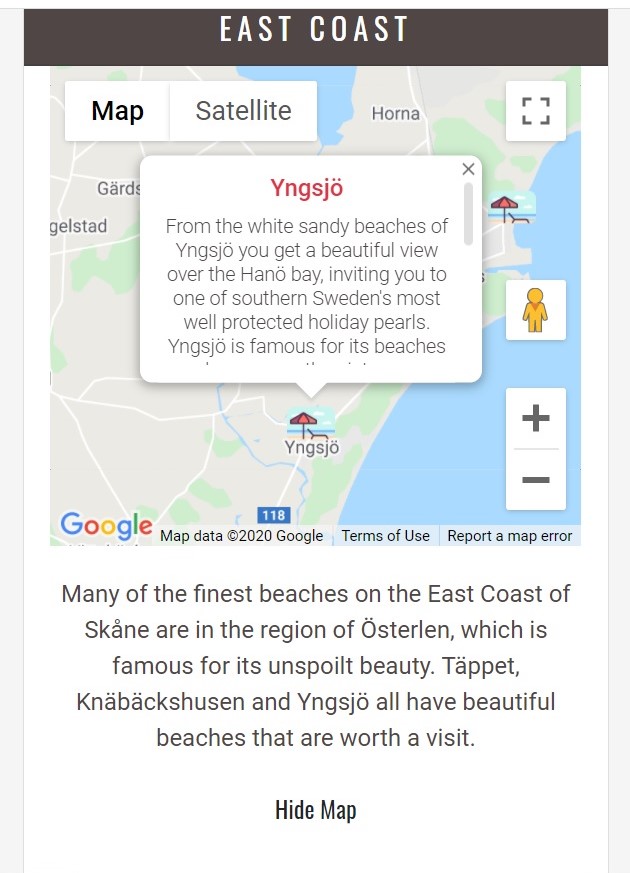 EAST COAST
Map
Satellite
Horna
Gärds
gelstad
Yngsjö
From the white sandy beaches of
Yngsjö you get a beautiful view
over the Hanö bay, inviting you to
one of southern Sweden's most
well protected holiday pearls.
Yngsjö is famous for its beaches
s
Yngsjö
118
Google
Map data ©2020 Google
Terms of Use
Report a map error
Many of the finest beaches on the East Coast of
Skåne are in the region of Österlen, which is
famous for its unspoilt beauty. Täppet,
Knäbäckshusen and Yngsjö all have beautiful
beaches that are worth a visit.
Hide Map